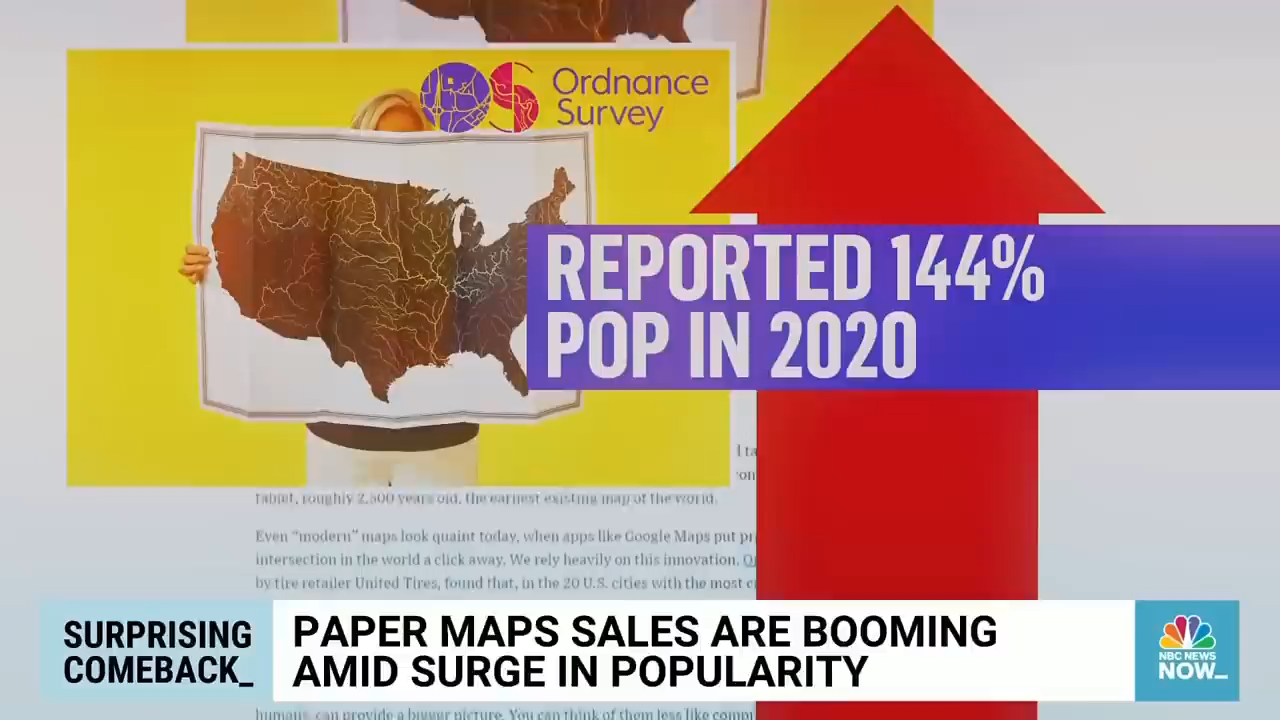 Ordnance
Survey
REPORTED 144%
POP IN 2020
tablet, roughly 2,500 years old, the earliest existing map of the world.
Even “modern” maps look quaint today, when apps like Google Maps put
intersection in the world a click away. We rely heavily on this innovation.
by tire retailer United Tires, found that, in the 20 U.S. cities with the most
SURPRISING
COMEBACK_
PAPER MAPS SALES ARE BOOMING
AMID SURGE IN POPULARITY
NBC NEWS
NOW_
humans, can provide a bigger picture. You can think of them less like